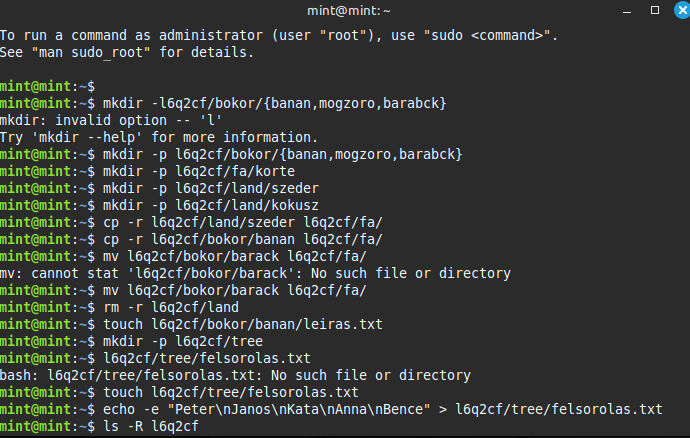 mint@mint: ~
To run a command as administrator (user "root"), use "sudo <command>".
See "man sudo_root" for details.
mint@mint:~$
mint@mint:~$ mkdir -l6q2cf/bokor/{banan,mogzoro,barabck}
mkdir: invalid option -- 'l'
Try 'mkdir --help' for more information.
mint@mint:~$ mkdir -p l6q2cf/bokor/{banan,mogzoro,barabck}
mint@mint:~$ mkdir -p l6q2cf/fa/korte
mint@mint:~$ mkdir -p l6q2cf/land/szeder
mint@mint:~$ mkdir -p l6q2cf/land/kokusz
mint@mint:~$ cp -r l6q2cf/land/szeder l6q2cf/fa/
mint@mint:~$ cp -r l6q2cf/bokor/banan l6q2cf/fa/
mint@mint:~$ mv l6q2cf/bokor/barack l6q2cf/fa/
mv: cannot stat 'l6q2cf/bokor/barack': No such file or directory
mint@mint:~$ mv l6q2cf/bokor/barack l6q2cf/fa/
mint@mint:~$ rm -r l6q2cf/land
mint@mint:~$ touch l6q2cf/bokor/banan/leiras.txt
mint@mint:~$ mkdir -p l6q2cf/tree
mint@mint:~$ l6q2cf/tree/felsorolas.txt
bash: l6q2cf/tree/felsorolas.txt: No such file or directory
mint@mint:~$ touch l6q2cf/tree/felsorolas.txt
mint@mint:~$ echo -e "Peter\nJanos\nKata\nAnna\nBence" > l6q2cf/tree/felsorolas.txt
mint@mint:~$ ls -R l6q2cf